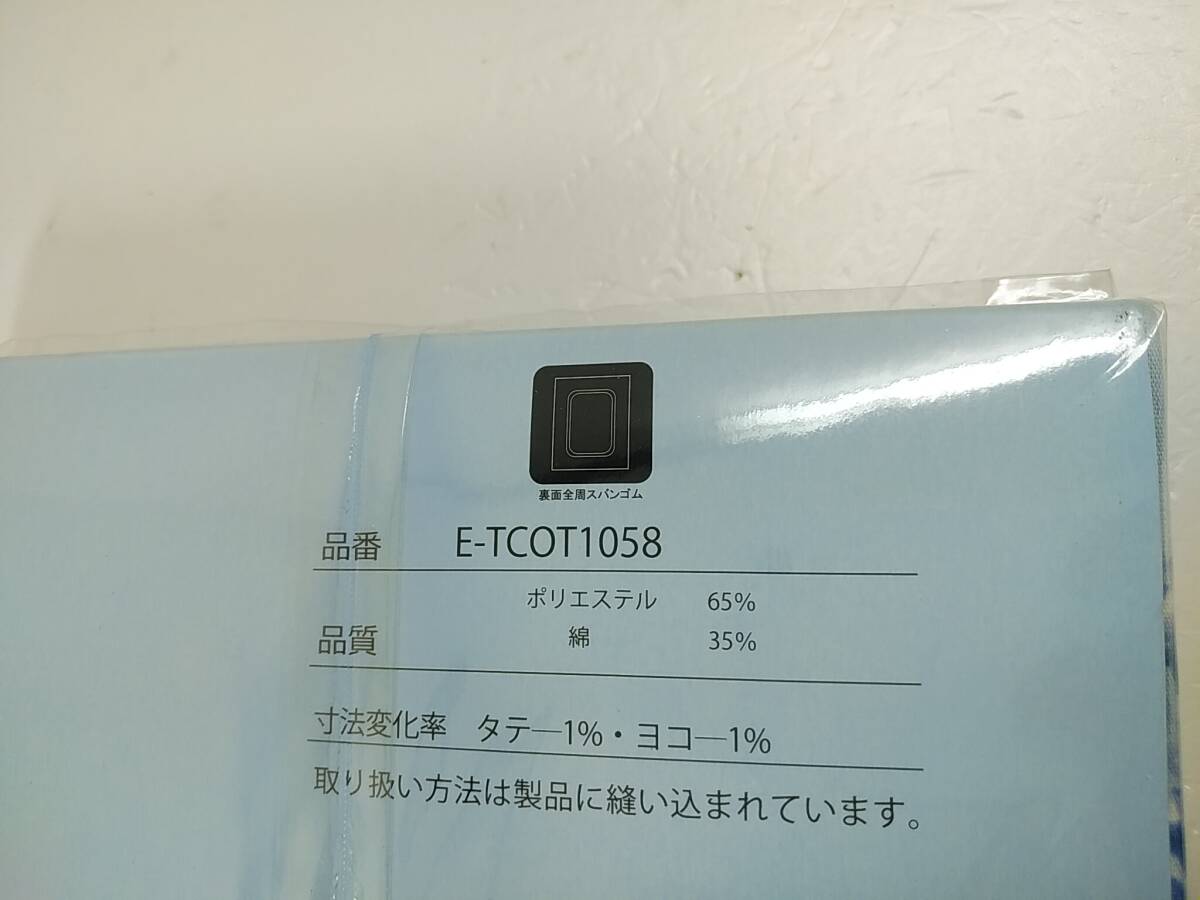 裏面全周スパンゴム
品番 E-TCOT1058
ポリエステル 65%
品質 綿 35%
寸法変化率 タテ―1%・ヨコ―1%
取り扱い方法は製品に縫い込まれています。